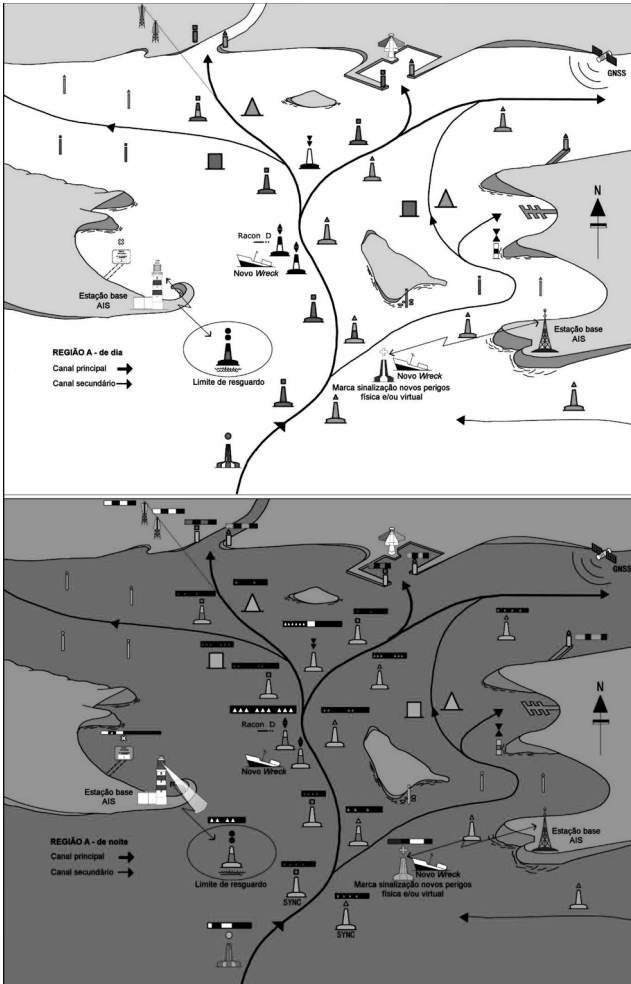 GNSS
N
Racon D
Novo Wreck
Estação base
AIS
Limite de resguardo
REGIÃO A - de dia
Canal principal
Canal secundário
Estação base
AIS
Novo Wreck
Marca sinalização novos perigos
física e/ou virtual
GNSS
N
Racon D
Novo Wreck
Estação base
AIS
Limite de resguardo
REGIÃO A - de noite
Canal principal
Canal secundário
Estação base
AIS
Novo Wreck
Marca sinalização novos perigos
física e/ou virtual
SYNC
SYNC